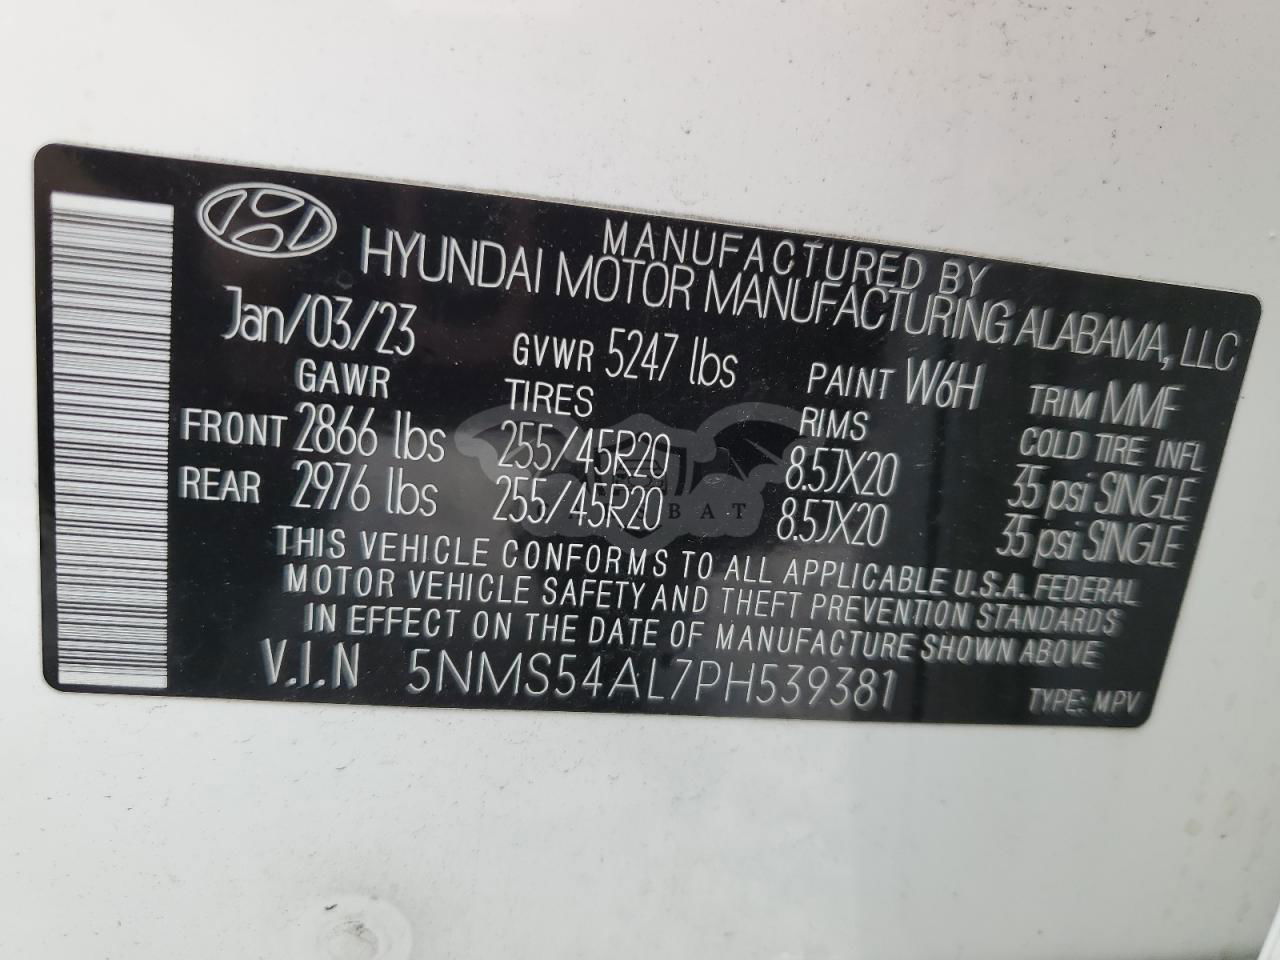 MANUFACTURED BY
HYUNDAI MOTOR MANUFACTURING ALABAMA, LLC
Jan/03/23 GVWR 5247 lbs PAINT W6H TRIM MMF
GAWR TIRES RIMS COLD TIRE INFL
FRONT 2866 lbs 255/45R20 8.5JX20 35 psi SINGLE
REAR 2976 lbs 255/45R20 8.5JX20 35 psi SINGLE
THIS VEHICLE CONFORMS TO ALL APPLICABLE U.S.A. FEDERAL
MOTOR VEHICLE SAFETY AND THEFT PREVENTION STANDARDS
IN EFFECT ON THE DATE OF MANUFACTURE SHOWN ABOVE
V.I.N 5NMS54AL7PH539381 TYPE: MPV